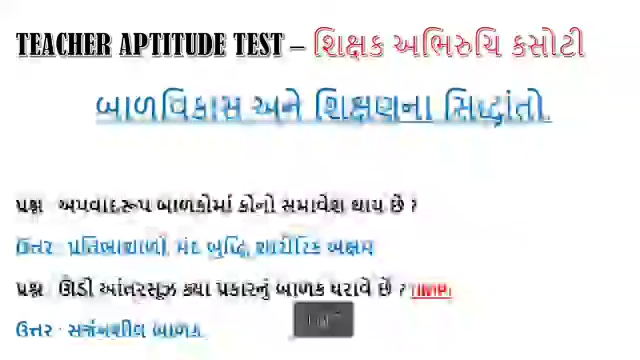 TEACHER APTITUDE TEST – શિક્ષક અભિરુચિ કસોટી
બાળવિકાસ અને શિક્ષણના સિદ્ધાંતો.
પ્રશ્ન : અપવાદરૂપ બાળકોમાં કોનો સમાવેશ થાય છે ?
ઉત્તર : પ્રતિભાશાળી, મંદ બુદ્ધિ, શારીરિક અક્ષમ
પ્રશ્ન : ઊંડી આંતરસૂઝ ક્યા પ્રકારનું બાળક ધરાવે છે ? (IMP)
ઉત્તર : સર્જનશીલ બાળક